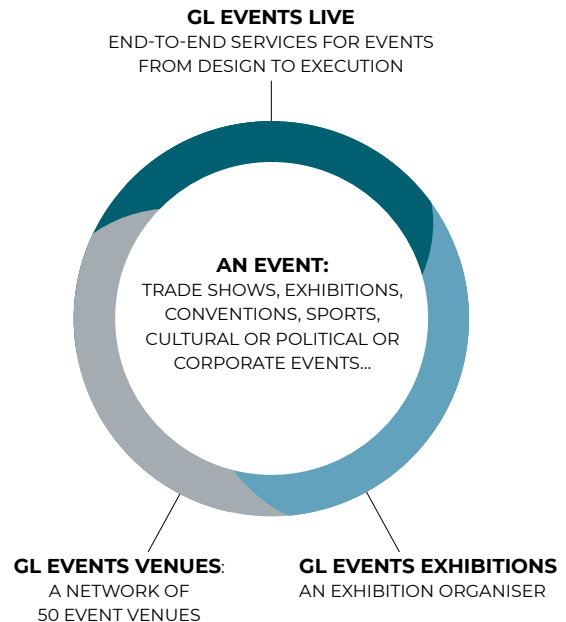 GL EVENTS LIVE
END-TO-END SERVICES FOR EVENTS
FROM DESIGN TO EXECUTION
AN EVENT:
TRADE SHOWS, EXHIBITIONS,
CONVENTIONS, SPORTS,
CULTURAL OR POLITICAL OR
CORPORATE EVENTS...
GL EVENTS VENUES:
A NETWORK OF
50 EVENT VENUES
GL EVENTS EXHIBITIONS
AN EXHIBITION ORGANISER